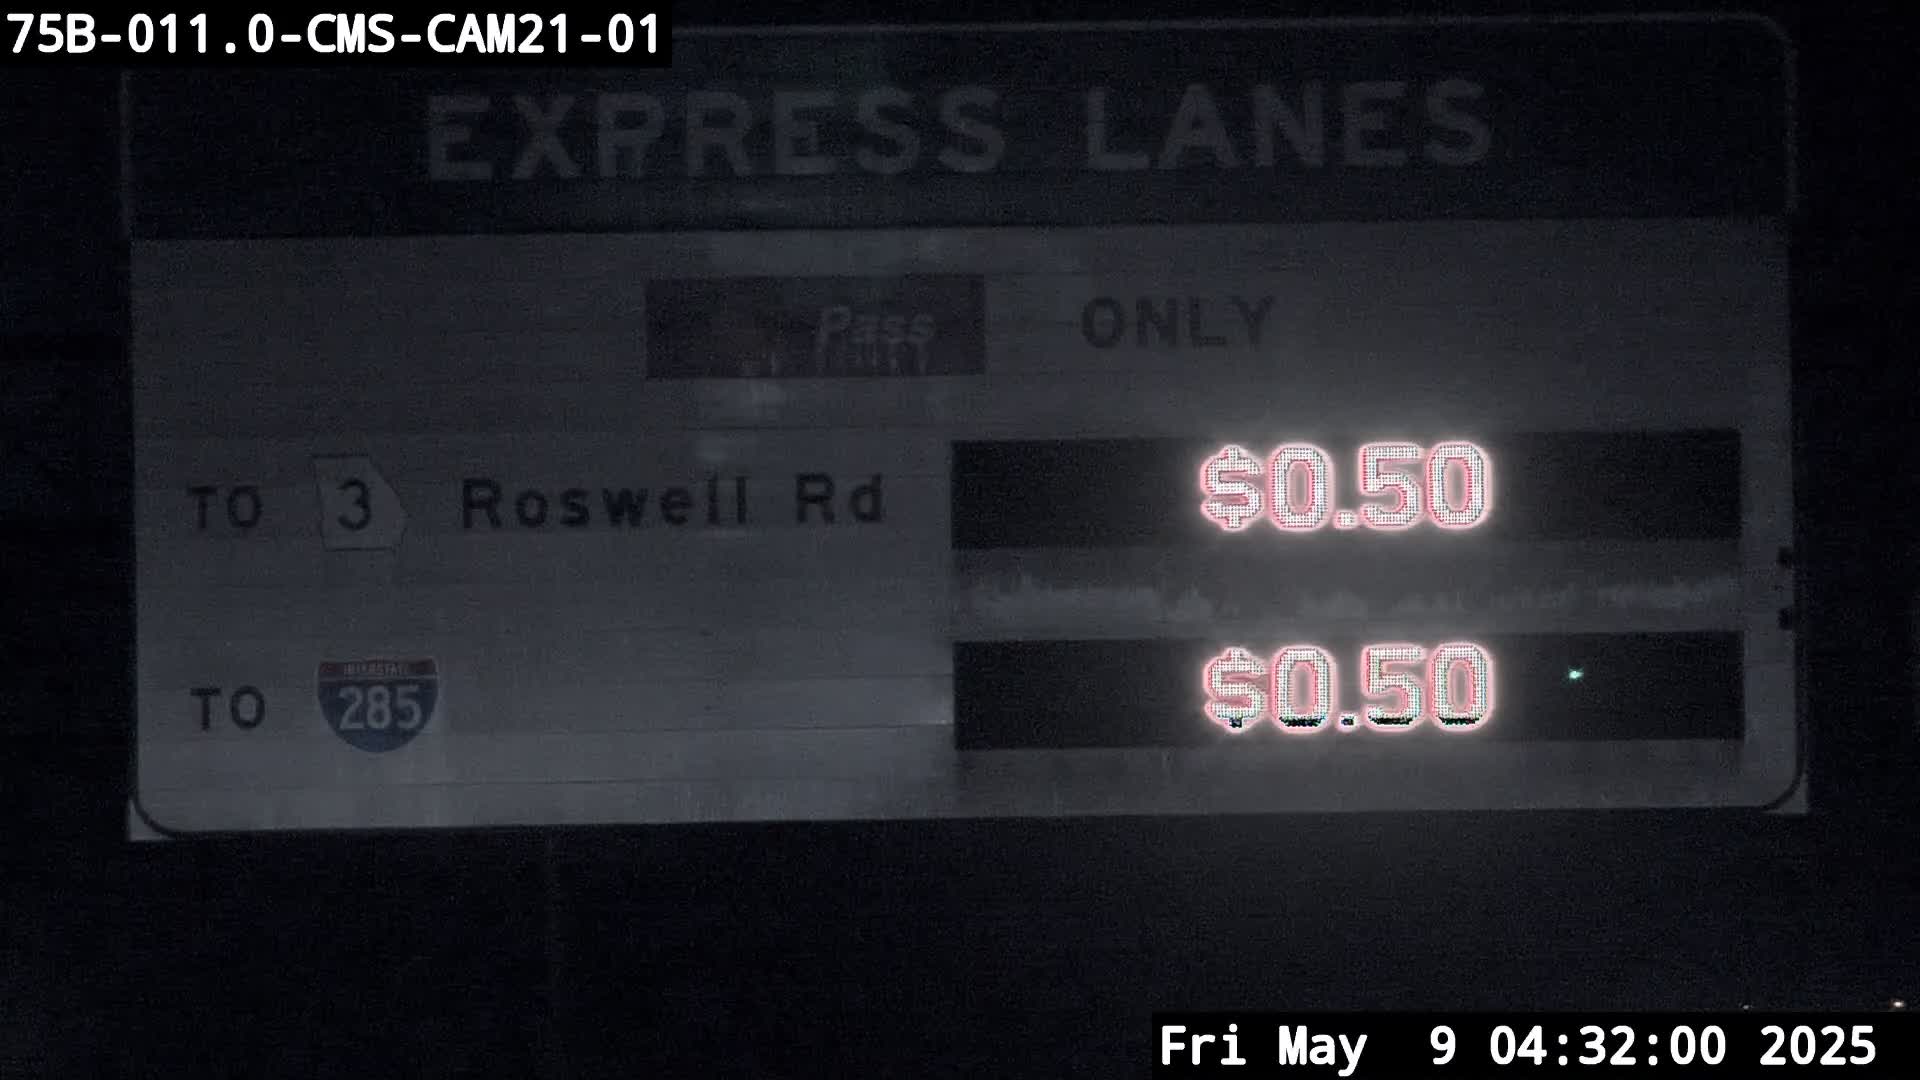 75B-011.0-CMS-CAM21-01
EXPRESS LANES
Pass ONLY
TO 3 Roswell Rd $0.50
INTERSTATE
TO 285 $0.50
Fri May 9 04:32:00 2025